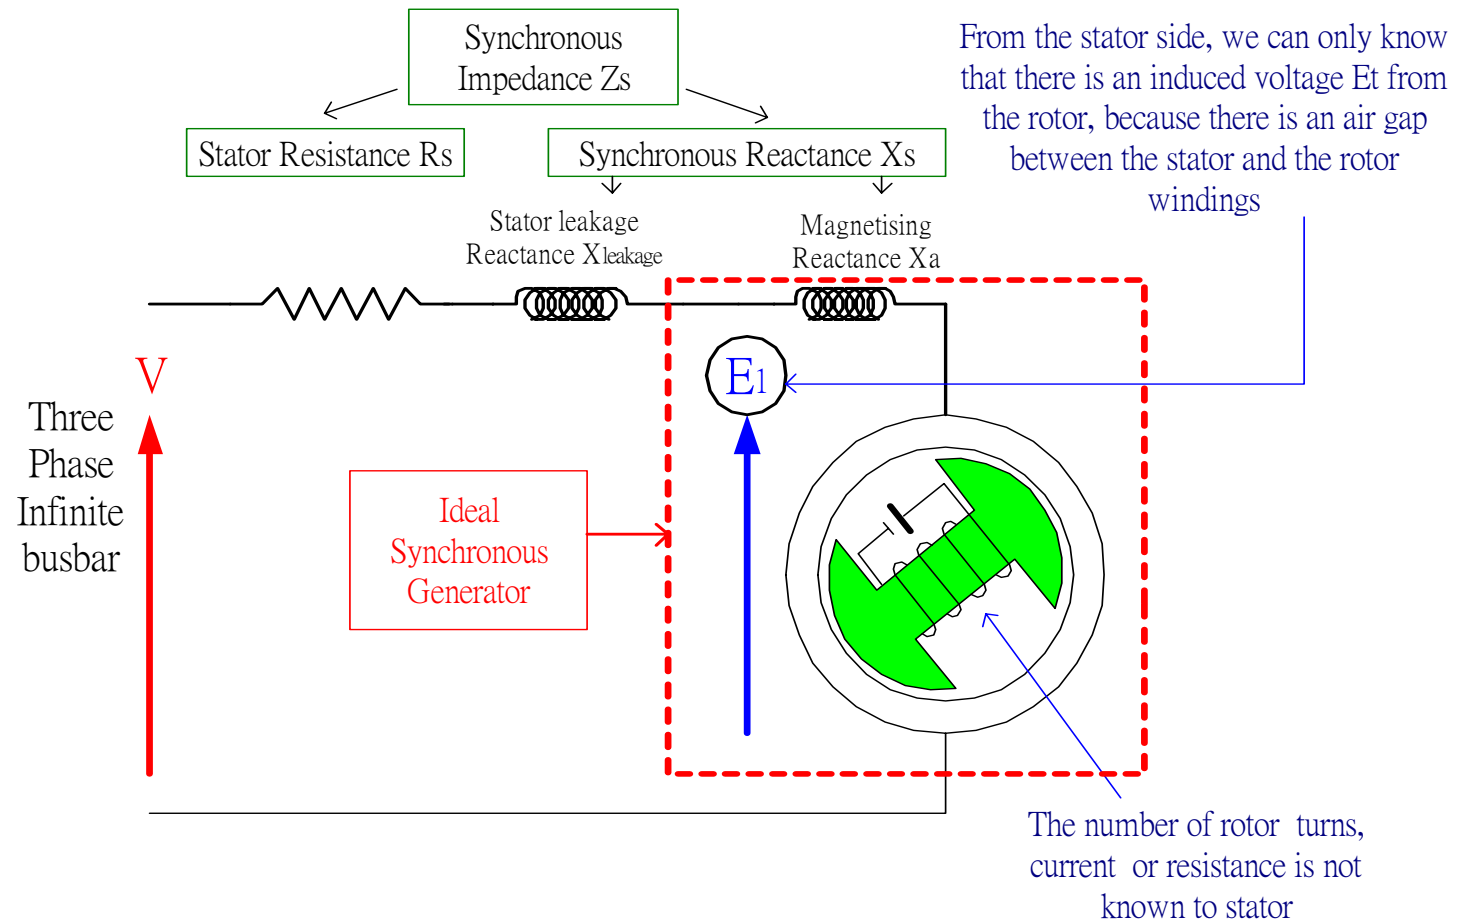 Synchronous
Impedance Zs
From the stator side, we can only know
that there is an induced voltage Et from
the rotor, because there is an air gap
between the stator and the rotor
windings
Stator Resistance Rs
Synchronous Reactance Xs
Stator leakage
Reactance Xleakage
Magnetising
Reactance Xa
V
Three
Phase
Infinite
busbar
E1
Ideal
Synchronous
Generator
The number of rotor turns,
current or resistance is not
known to stator